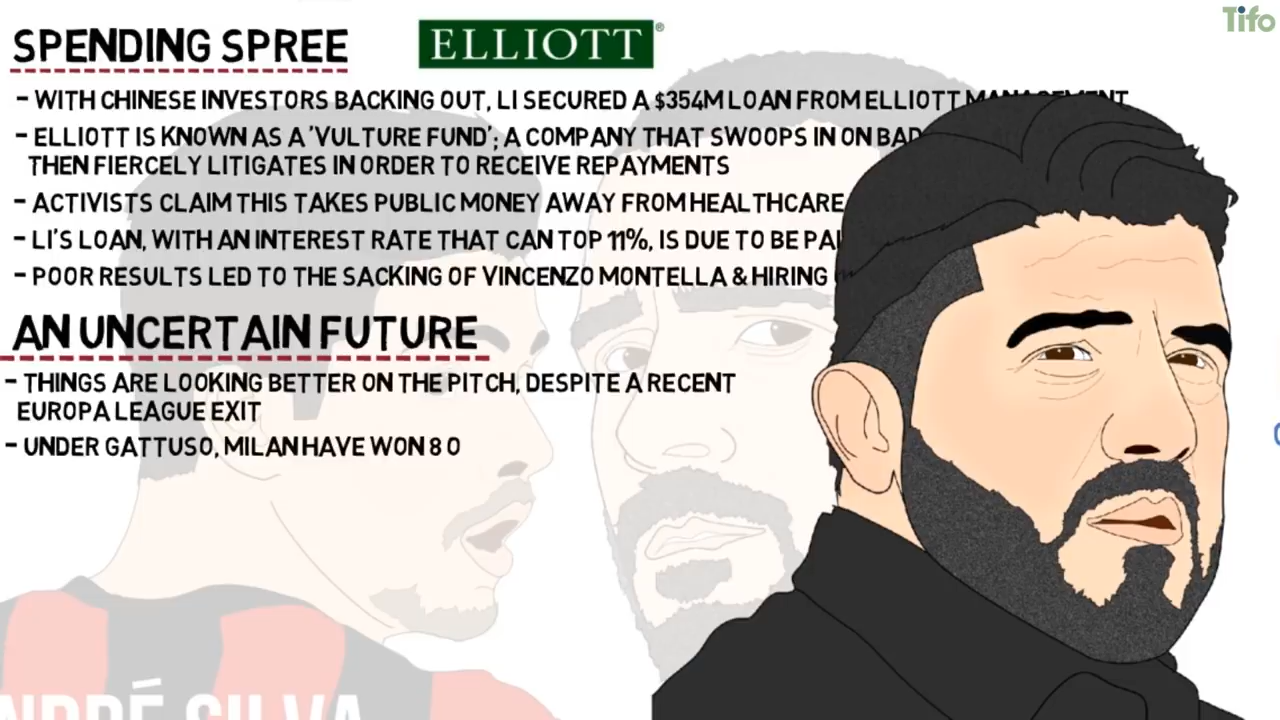 Tifo
SPENDING SPREE
ELLIOTT®
- WITH CHINESE INVESTORS BACKING OUT, LI SECURED A $354M LOAN FROM ELLIOTT MANAGEMENT
- ELLIOTT IS KNOWN AS A 'VULTURE FUND'; A COMPANY THAT SWOOPS IN ON BAD
THEN FIERCELY LITIGATES IN ORDER TO RECEIVE REPAYMENTS
- ACTIVISTS CLAIM THIS TAKES PUBLIC MONEY AWAY FROM HEALTHCARE
- LI'S LOAN, WITH AN INTEREST RATE THAT CAN TOP 11%, IS DUE TO BE
- POOR RESULTS LED TO THE SACKING OF VINCENZO MONTELLA & HIRING
AN UNCERTAIN FUTURE
- THINGS ARE LOOKING BETTER ON THE PITCH, DESPITE A RECENT
EUROPA LEAGUE EXIT
- UNDER GATTUSO, MILAN HAVE WON 8 O
SILVA